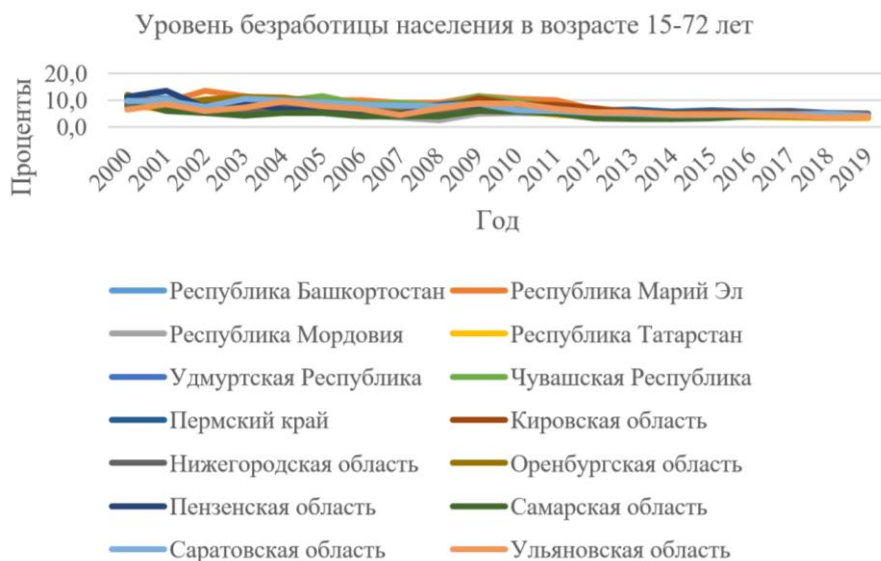 Уровень безработицы населения в возрасте 15-72 лет
Проценты
20,0
10,0
0,0
2000 2001 2002 2003 2004 2005 2006 2007 2008 2009 2010 2011 2012 2013 2014 2015 2016 2017 2018 2019
Год
Республика Башкортостан Республика Марий Эл
Республика Мордовия Республика Татарстан
Удмуртская Республика Чувашская Республика
Пермский край Кировская область
Нижегородская область Оренбургская область
Пензенская область Самарская область
Саратовская область Ульяновская область